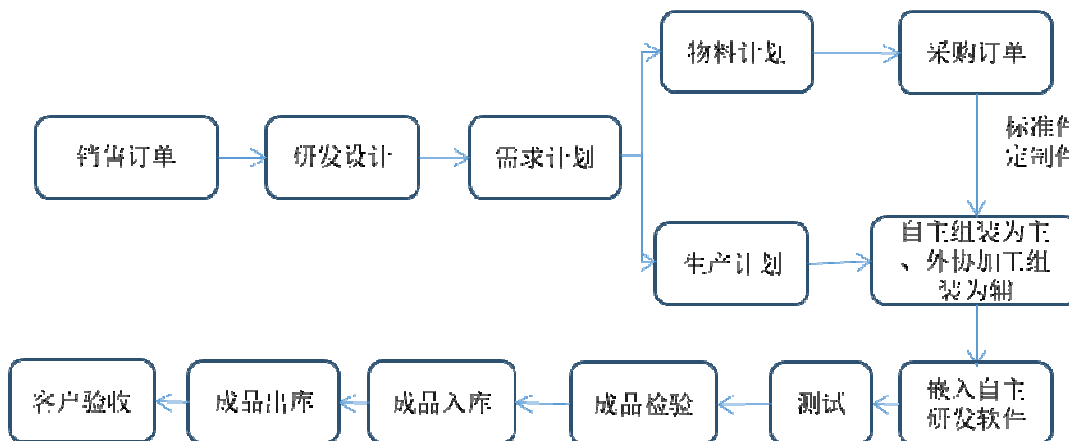 物料计划
采购订单
标准件
定制件
销售订单
研发设计
需求计划
生产计划
自主组装为主
、外协加工组
装为辅
客户验收
成品出库
成品入库
成品检验
测试
嵌入自主
研发软件